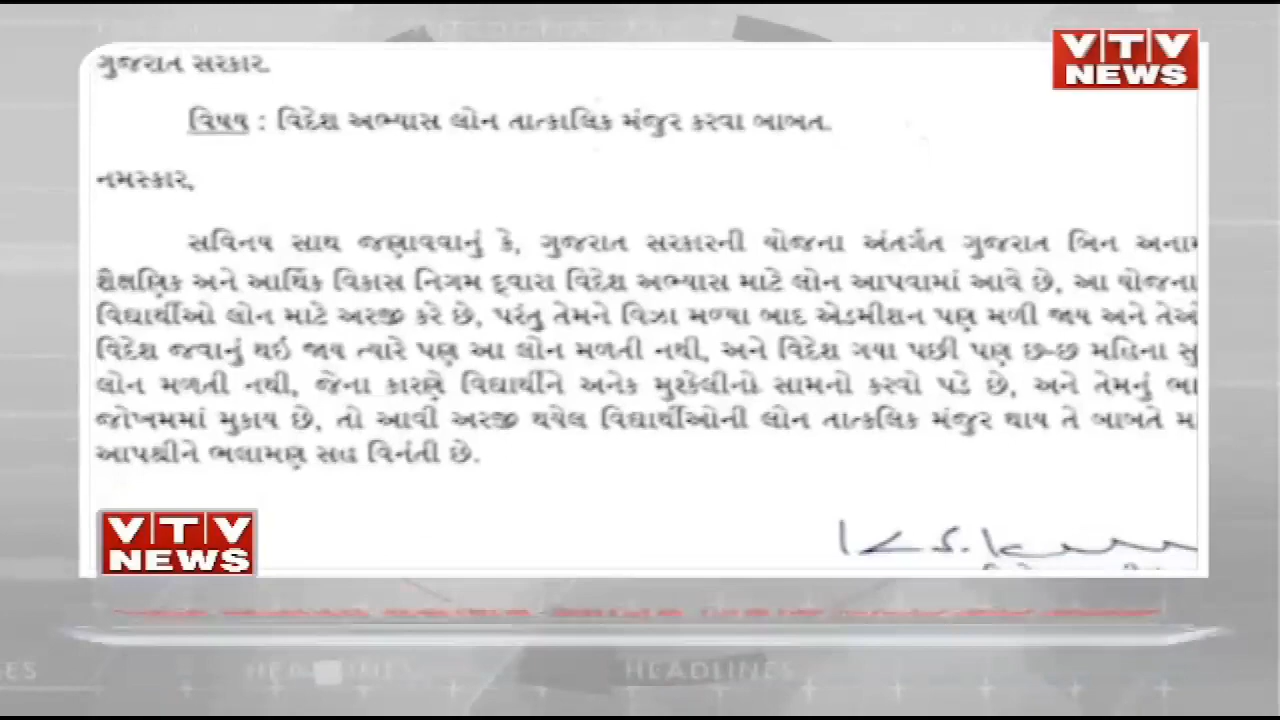 VTV
NEWS
ગુજરાત સરકાર.
વિષય : વિદેશ અભ્યાસ લોન તાત્કાલિક મંજુર કરવા બાબત.
નમસ્કાર,
સવિનય સાથ જણાવવાનું કે, ગુજરાત સરકારની યોજના અંતર્ગત ગુજરાત બિન અનામ
શૈક્ષણિક અને આર્થિક વિકાસ નિગમ દ્વારા વિદેશ અભ્યાસ માટે લોન આપવામાં આવે છે, આ યોજના
વિદ્યાર્થીઓ લોન માટે અરજી કરે છે, પરંતુ તેમને વિઝા મળ્યા બાદ એડમીશન પણ મળી જાય અને તેઓ
વિદેશ જવાનું થઇ જાય ત્યારે પણ આ લોન મળતી નથી, અને વિદેશ ગયા પછી પણ છ-છ મહિના સુ
લોન મળતી નથી, જેના કારણે વિદ્યાર્થીને અનેક મુશ્કેલીનો સામનો કરવો પડે છે, અને તેમનું ભા
જોખમમાં મુકાય છે, તો આવી અરજી થયેલ વિદ્યાર્થીઓની લોન તાત્કલિક મંજુર થાય તે બાબતે મ
આપશ્રીને ભલામણ સહ વિનંતી છે.
VTV
NEWS
HEADLINES
HEADLINES